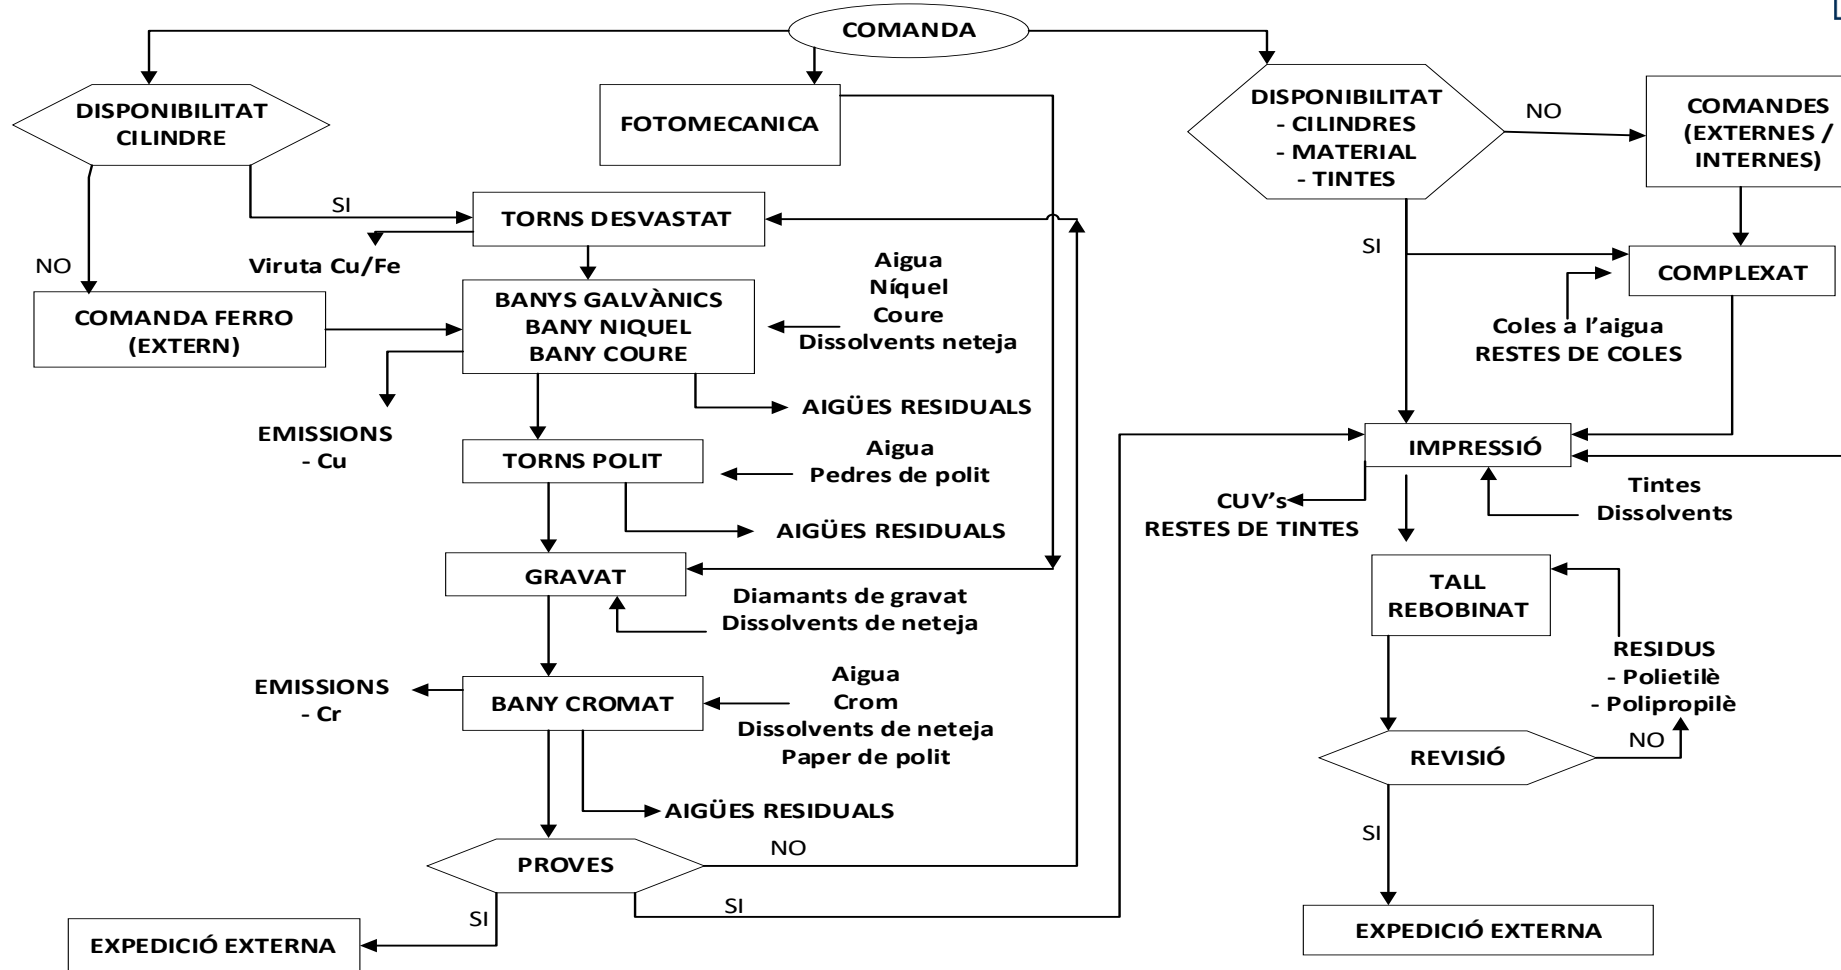 COMANDA
DISPONIBILITAT
CILINDRE
FOTOMECANICA
DISPONIBILITAT
- CILINDRES
- MATERIAL
- TINTES
NO
COMANDES
(EXTERNES /
INTERNES)
SI
TORNS DESVASTAT
Viruta Cu/Fe
NO
COMANDA FERRO
(EXTERN)
BANYS GALVÀNICS
BANY NIQUEL
BANY COURE
Aigua
Níquel
Coure
Dissolvents neteja
SI
COMPLEXAT
Coles a l'aigua
RESTES DE COLES
EMISSIONS
- Cu
AIGÜES RESIDUALS
TORNS POLIT
Aigua
Pedres de polit
AIGÜES RESIDUALS
IMPRESSIÓ
CUV's
RESTES DE TINTES
Tintes
Dissolvents
GRAVAT
Diamants de gravat
Dissolvents de neteja
TALL
REBOBINAT
RESIDUS
- Polietilè
- Polipropilè
EMISSIONS
- Cr
BANY CROMAT
Aigua
Crom
Dissolvents de neteja
Paper de polit
AIGÜES RESIDUALS
REVISIÓ
NO
PROVES
NO
SI
SI
SI
EXPEDICIÓ EXTERNA
EXPEDICIÓ EXTERNA